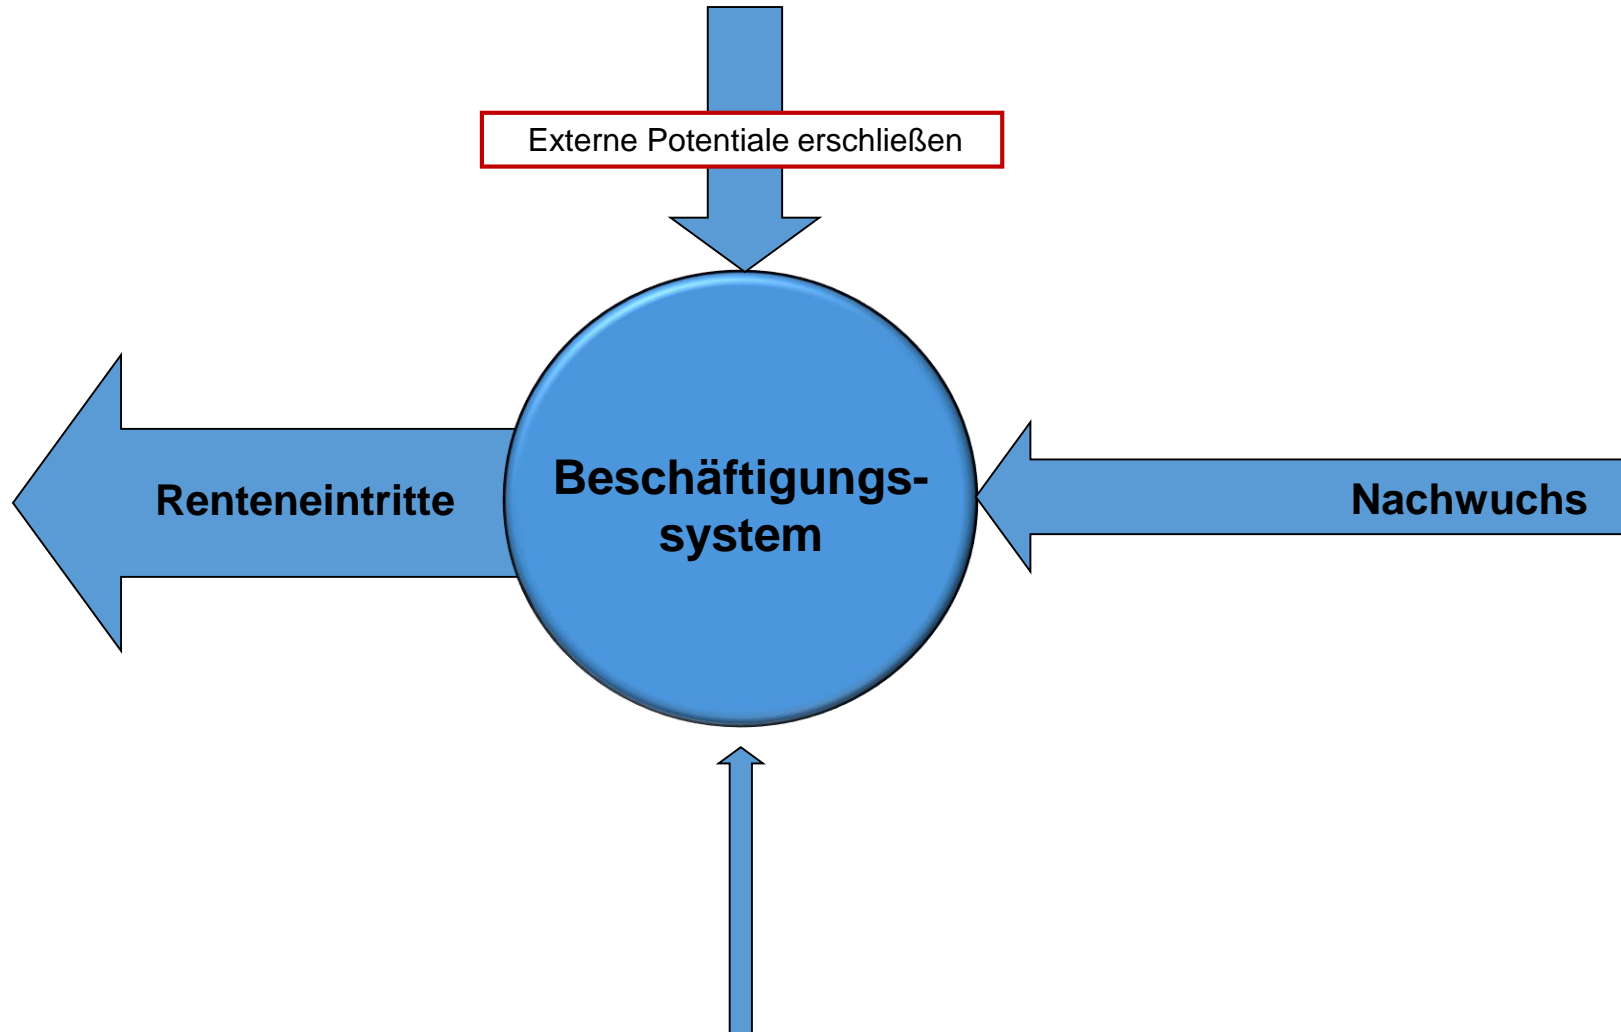 Externe Potentiale erschließen
Beschäftigungs-
system
Renteneintritte
Nachwuchs